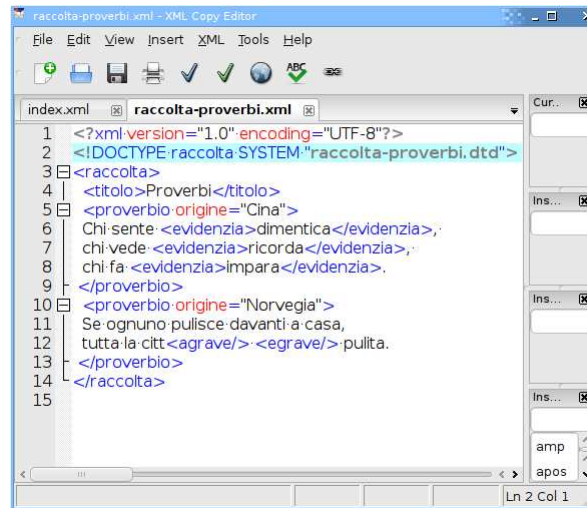 raccolta-proverbi.xml - XML Copy Editor
File Edit View Insert XML Tools Help
ABC
index.xml raccolta-proverbi.xml
Cur..
1 <?xml·version="1.0"·encoding="UTF-8"?>
2 <!DOCTYPE·raccolta·SYSTEM·"raccolta-proverbi.dtd">
3 <raccolta>
4 <titolo>Proverbi</titolo>
5 <proverbio·origine="Cina">
6 Chi·sente·<evidenzia>dimentica</evidenzia>,·
7 chi·vede·<evidenzia>ricorda</evidenzia>,·
8 chi·fa·<evidenzia>impara</evidenzia>.
9 </proverbio>
10 <proverbio·origine="Norvegia">
11 Se·ognuno·pulisce·davanti·a·casa,
12 tutta·la·citt<agrave/>·<egrave/>·pulita.
13 </proverbio>
14 </raccolta>
15
Ins...
Ins...
Ins...
amp
apos
Ln 2 Col 1